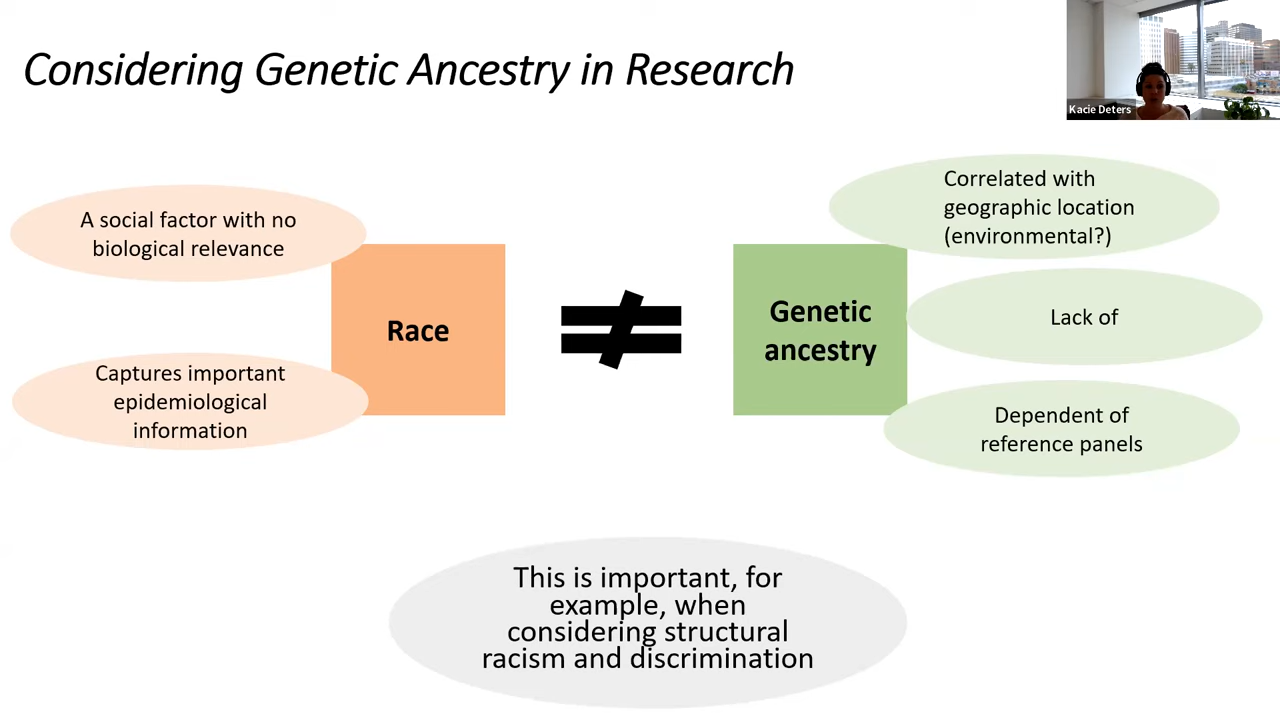 Considering Genetic Ancestry in Research
Kacie Deters
A social factor with no
biological relevance
Captures important
epidemiological
information
Race
Genetic
ancestry
Correlated with
geographic location
(environmental?)
Lack of
Dependent of
reference panels
This is important, for
example, when
considering structural
racism and discrimination